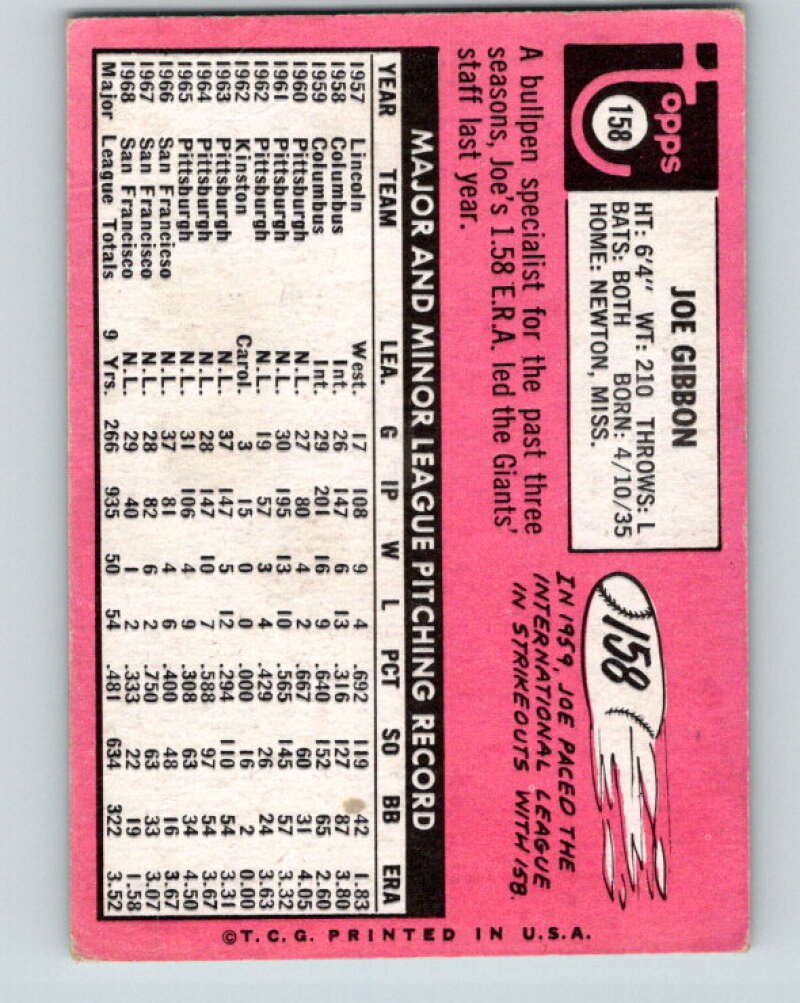 Topps
158
JOE GIBBON
HT: 6'4" WT: 210 THROWS: L
BATS: BOTH BORN: 4/10/35
HOME: NEWTON, MISS.
158
IN 1959, JOE PACED THE
INTERNATIONAL LEAGUE
IN STRIKEOUTS WITH 158.
A bullpen specialist for the past three
seasons, Joe's 1.58 E.R.A. led the Giants'
staff last year.
MAJOR AND MINOR LEAGUE PITCHING RECORD
YEAR TEAM LEA. G IP W L PCT SO BB ERA
1957 Lincoln West. 17 108 9 4 .692 119 42 1.83
1958 Columbus Int. 26 147 6 13 .316 127 87 3.80
1959 Columbus Int. 29 201 16 9 .640 152 65 2.60
1960 Pittsburgh N.L. 27 80 4 2 .667 60 31 4.05
1961 Pittsburgh N.L. 30 195 13 10 .565 145 57 3.32
1962 Pittsburgh N.L. 19 57 3 4 .429 26 24 3.63
1962 Kinston Carol. 3 15 0 0 .000 16 2 0.00
1963 Pittsburgh N.L. 37 147 5 12 .294 110 54 3.31
1964 Pittsburgh N.L. 28 147 10 7 .588 97 54 3.67
1965 Pittsburgh N.L. 31 106 4 9 .308 63 34 4.50
1966 San Francisco N.L. 37 81 4 6 .400 48 16 3.67
1967 San Francisco N.L. 28 82 6 2 .750 63 33 3.07
1968 San Francisco N.L. 29 40 1 2 .333 22 19 1.58
Major League Totals 9 Yrs. 266 935 50 54 .481 634 322 3.52
©T.C.G. PRINTED IN U.S.A.